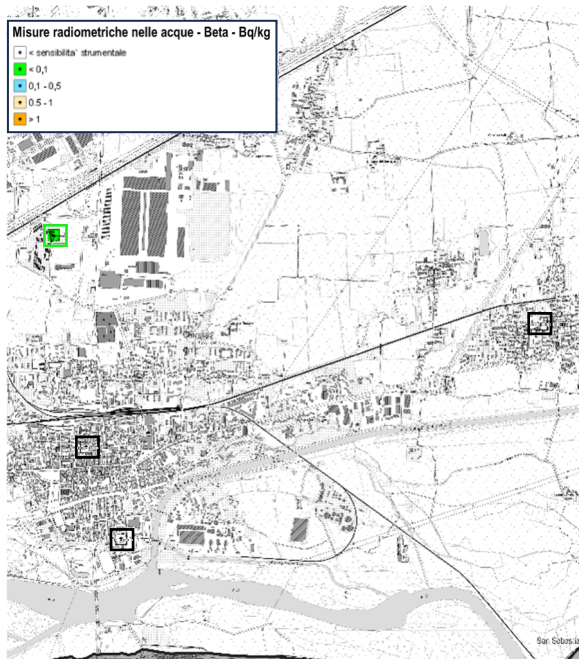 Misure radiometriche nelle acque - Beta - Bq/kg
< sensibilita` strumentale
< 0,1
0,1 - 0,5
0.5 - 1
> 1